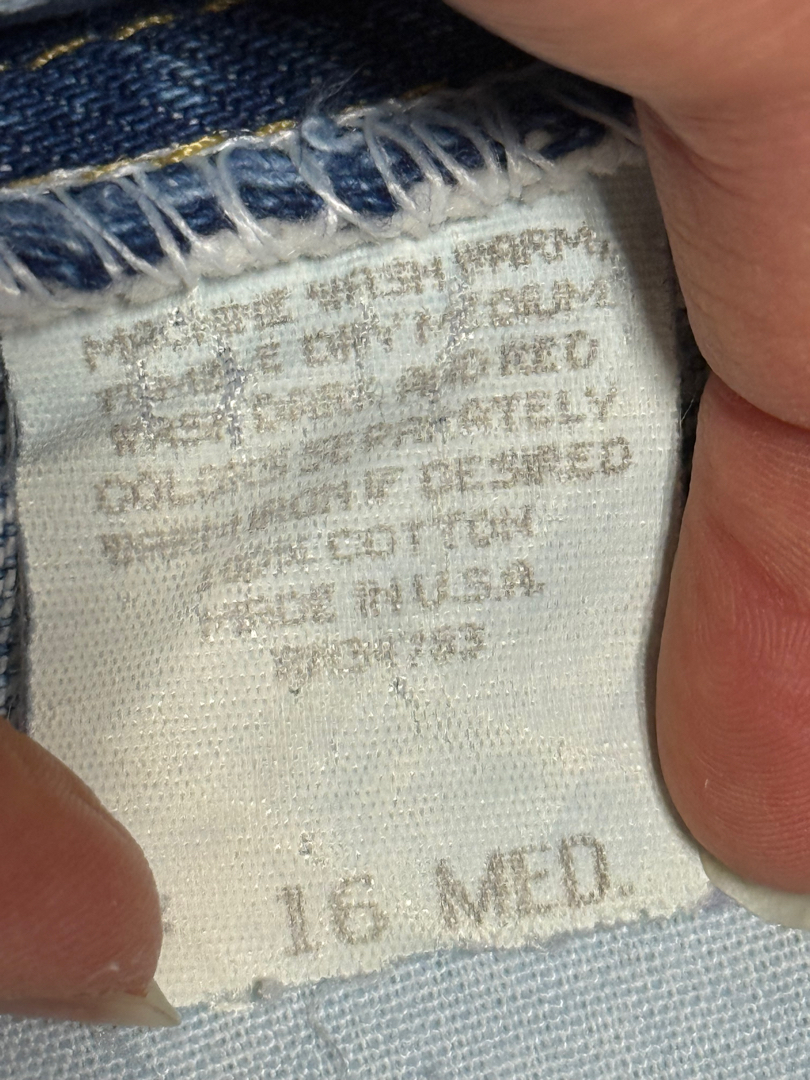 MACHINE WASH WARM,
TUMBLE DRY MEDIUM
WASH DARK AND RED
COLORS SEPARATELY
IRON IF DESIRED
100% COTTON
MADE IN U.S.A.
16 MED.